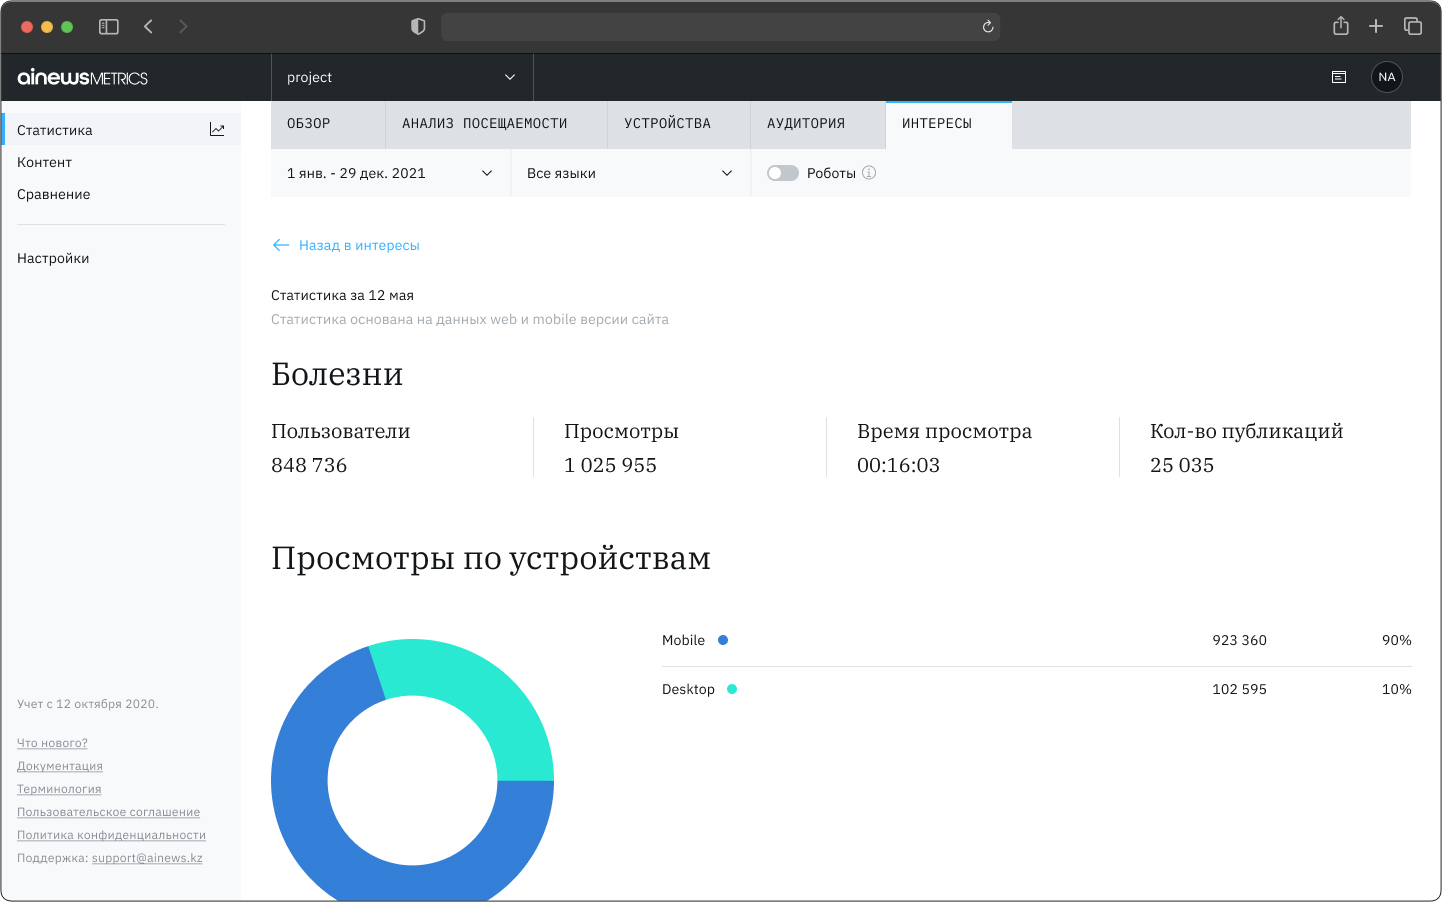 ainewsMETRICS
project
NA
Статистика
Контент
Сравнение
Настройки
ОБЗОР
АНАЛИЗ ПОСЕЩАЕМОСТИ
УСТРОЙСТВА
АУДИТОРИЯ
ИНТЕРЕСЫ
1 янв. - 29 дек. 2021
Все языки
Роботы
Назад в интересы
Статистика за 12 мая
Статистика основана на данных web и mobile версии сайта
Болезни
Пользователи
848 736
Просмотры
1 025 955
Время просмотра
00:16:03
Кол-во публикаций
25 035
Просмотры по устройствам
Mobile 923 360 90%
Desktop 102 595 10%
Учет с 12 октября 2020.
Что нового?
Документация
Терминология
Пользовательское соглашение
Политика конфиденциальности
Поддержка: support@ainews.kz